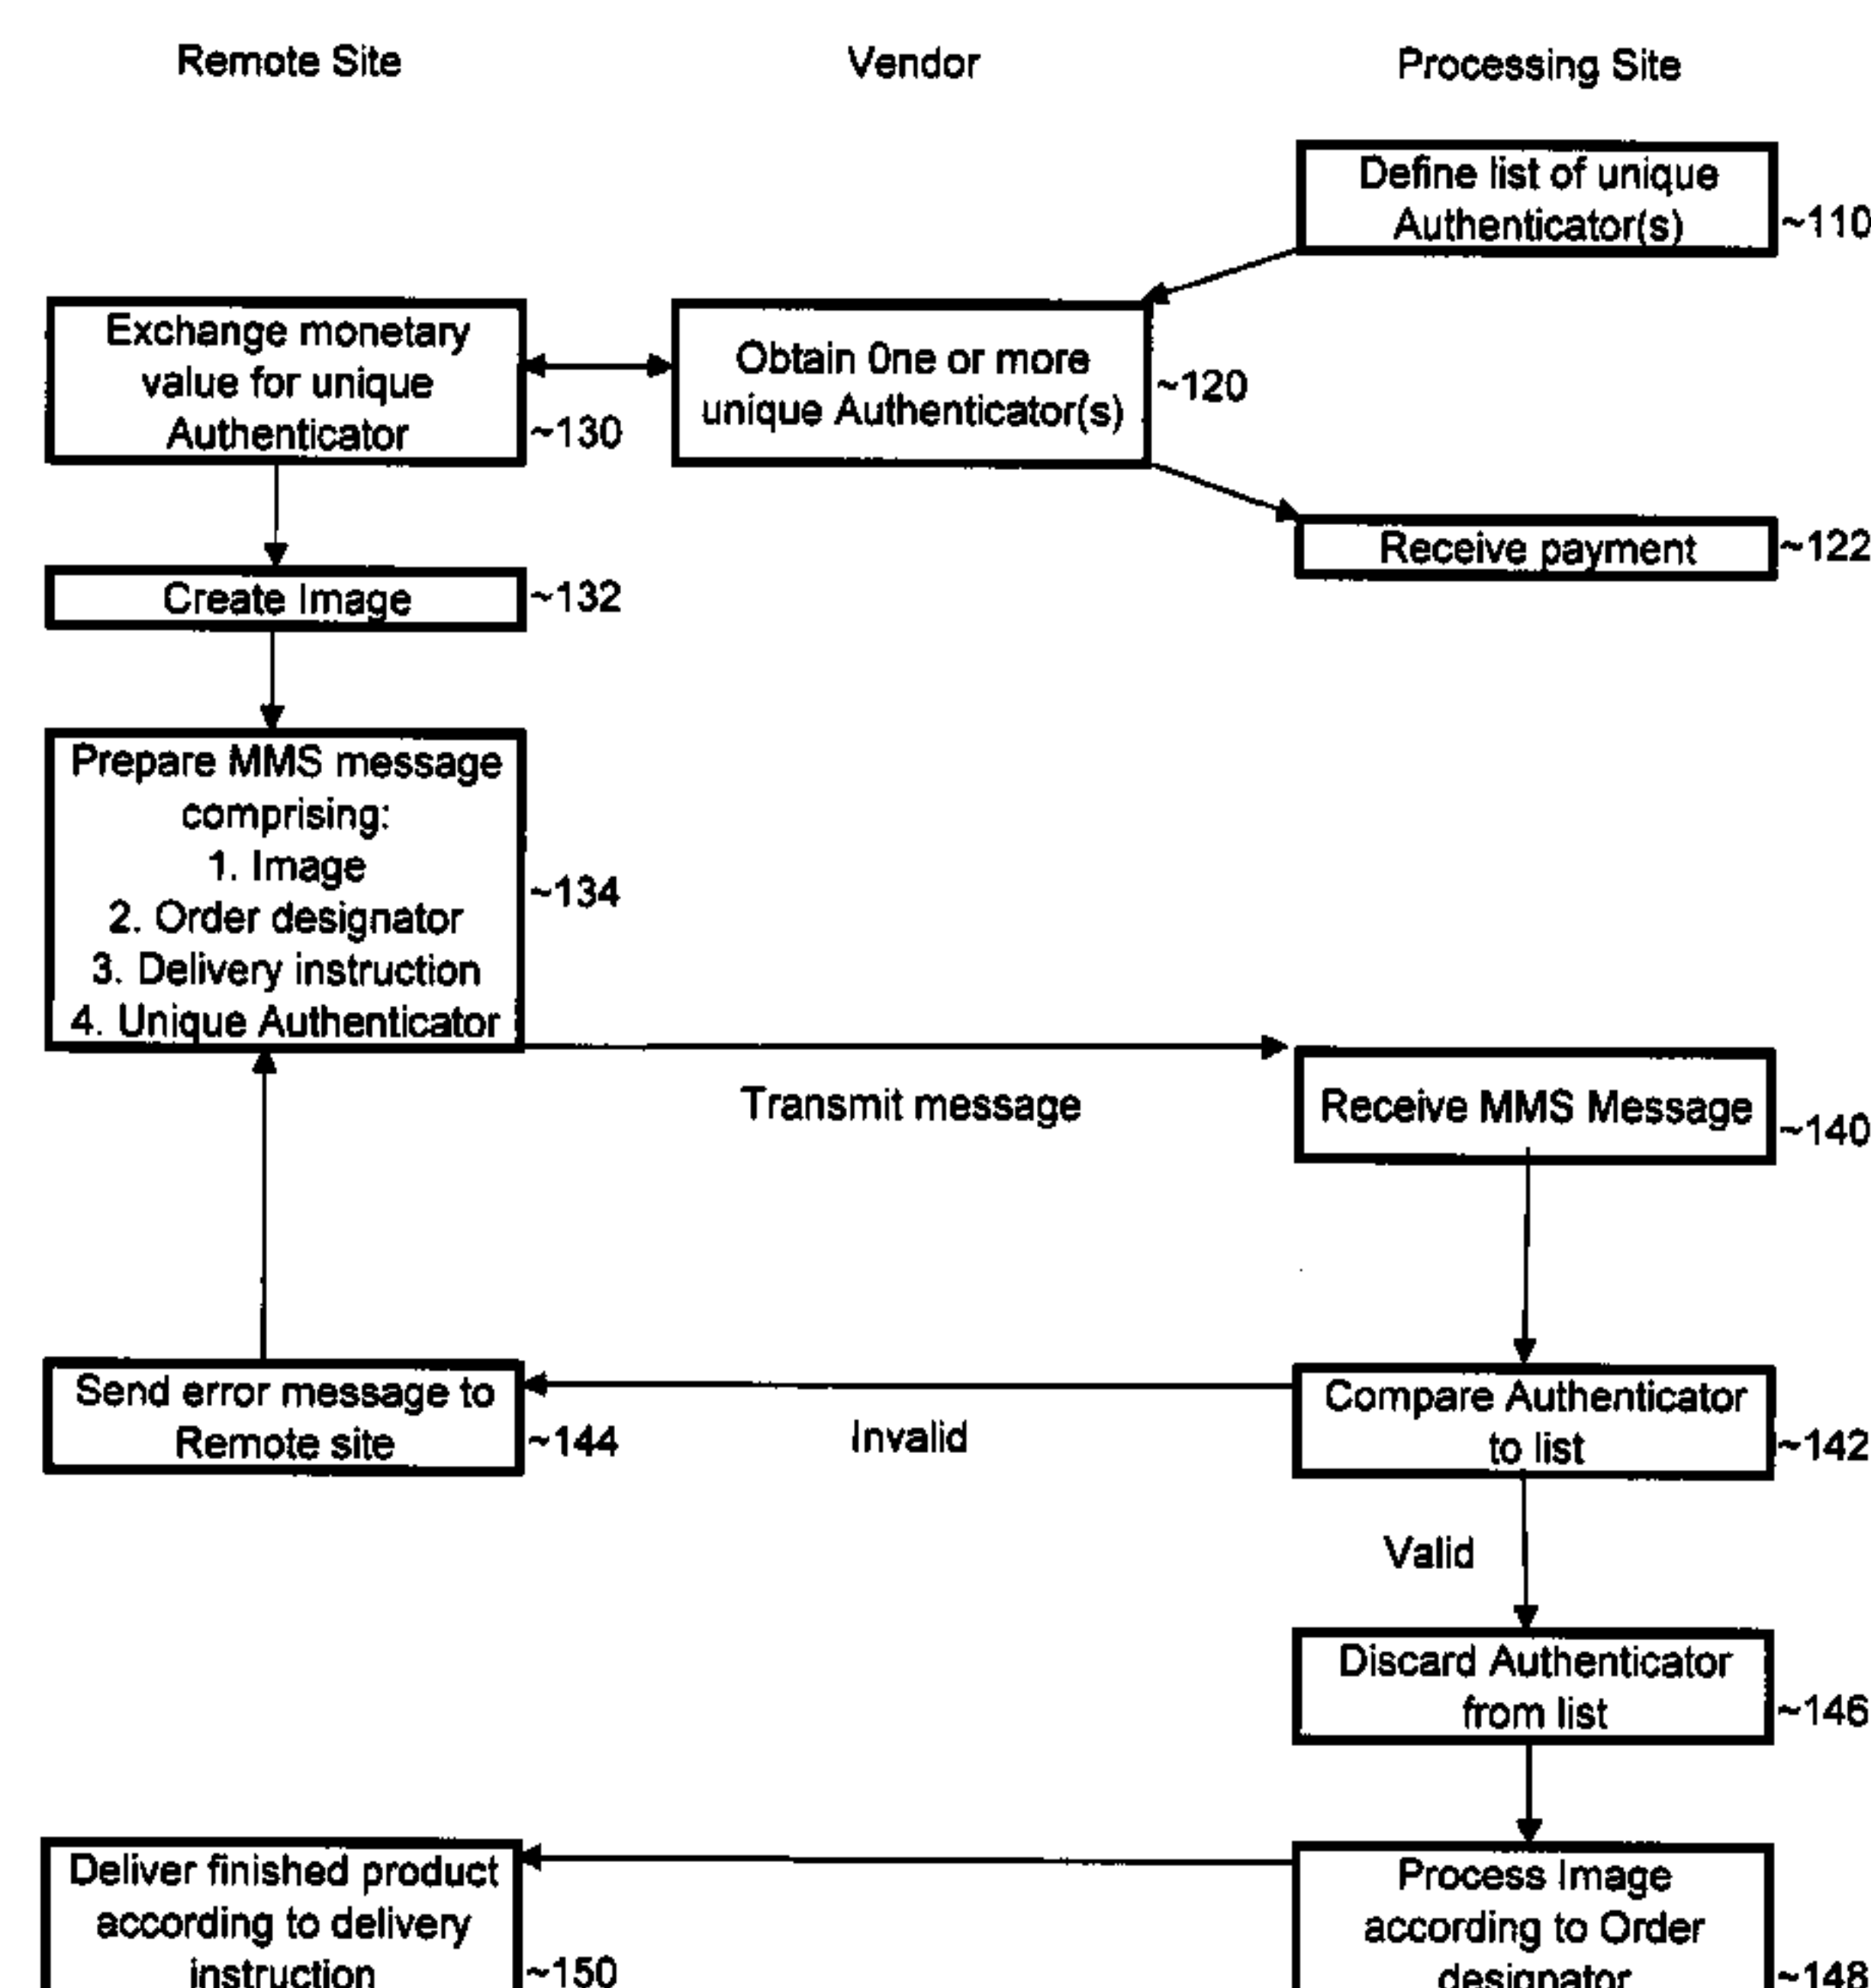 Remote Site
Vendor
Processing Site
Define list of unique
Authenticator(s)
~110
Exchange monetary
value for unique
Authenticator
~130
Obtain 0ne or more
unique Authenticator(s)
~120
Receive payment
~122
Create Image
~132
Prepare MMS message
comprising:
1. Image
2. Order designator
3. Delivery instruction
4. Unique Authenticator
~134
Transmit message
Receive MMS Message
~140
Send error message to
Remote site
~144
Invalid
Compare Authenticator
to list
~142
Valid
Discard Authenticator
from list
~146
Deliver finished product
according to delivery
instruction
~150
Process Image
according to Order
designator
~148